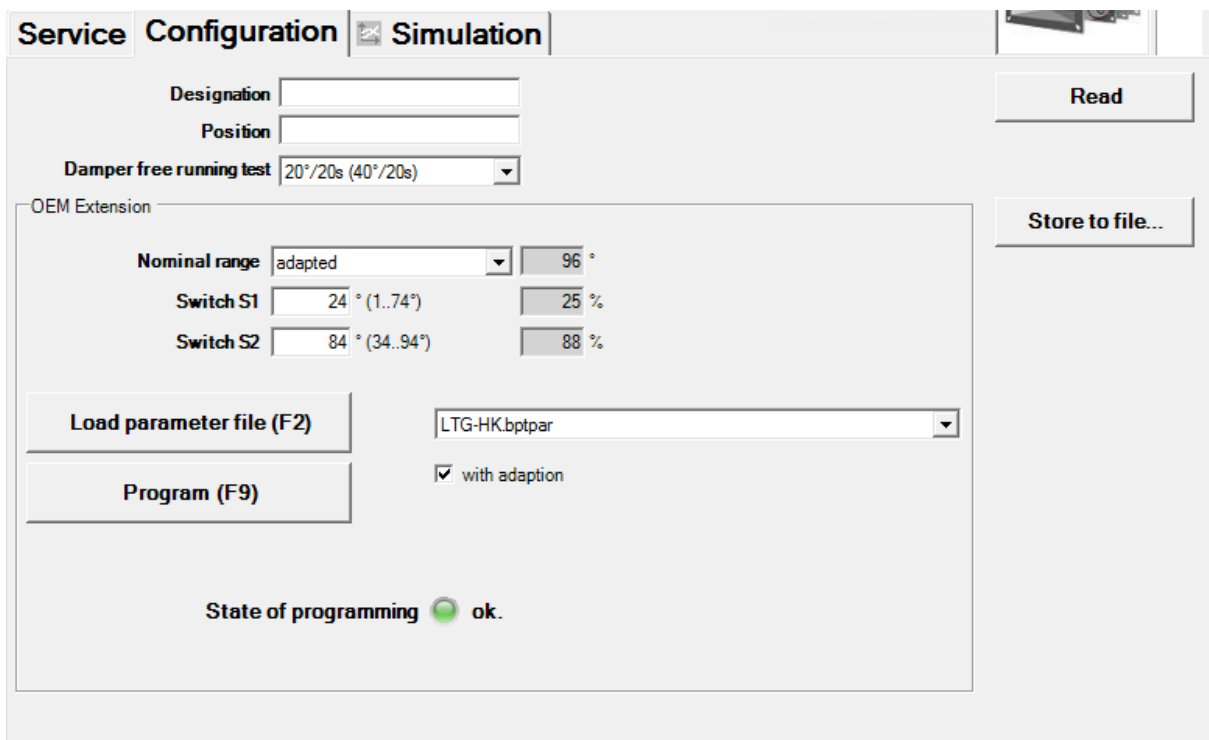 Service Configuration Simulation
Designation
Read
Position
Damper free running test 20°/20s (40°/20s)
OEM Extension
Store to file...
Nominal range adapted 96 °
Switch S1 24 ° (1..74°) 25 %
Switch S2 84 ° (34..94°) 88 %
Load parameter file (F2)
LTG-HK.bptpar
with adaption
Program (F9)
State of programming ok.